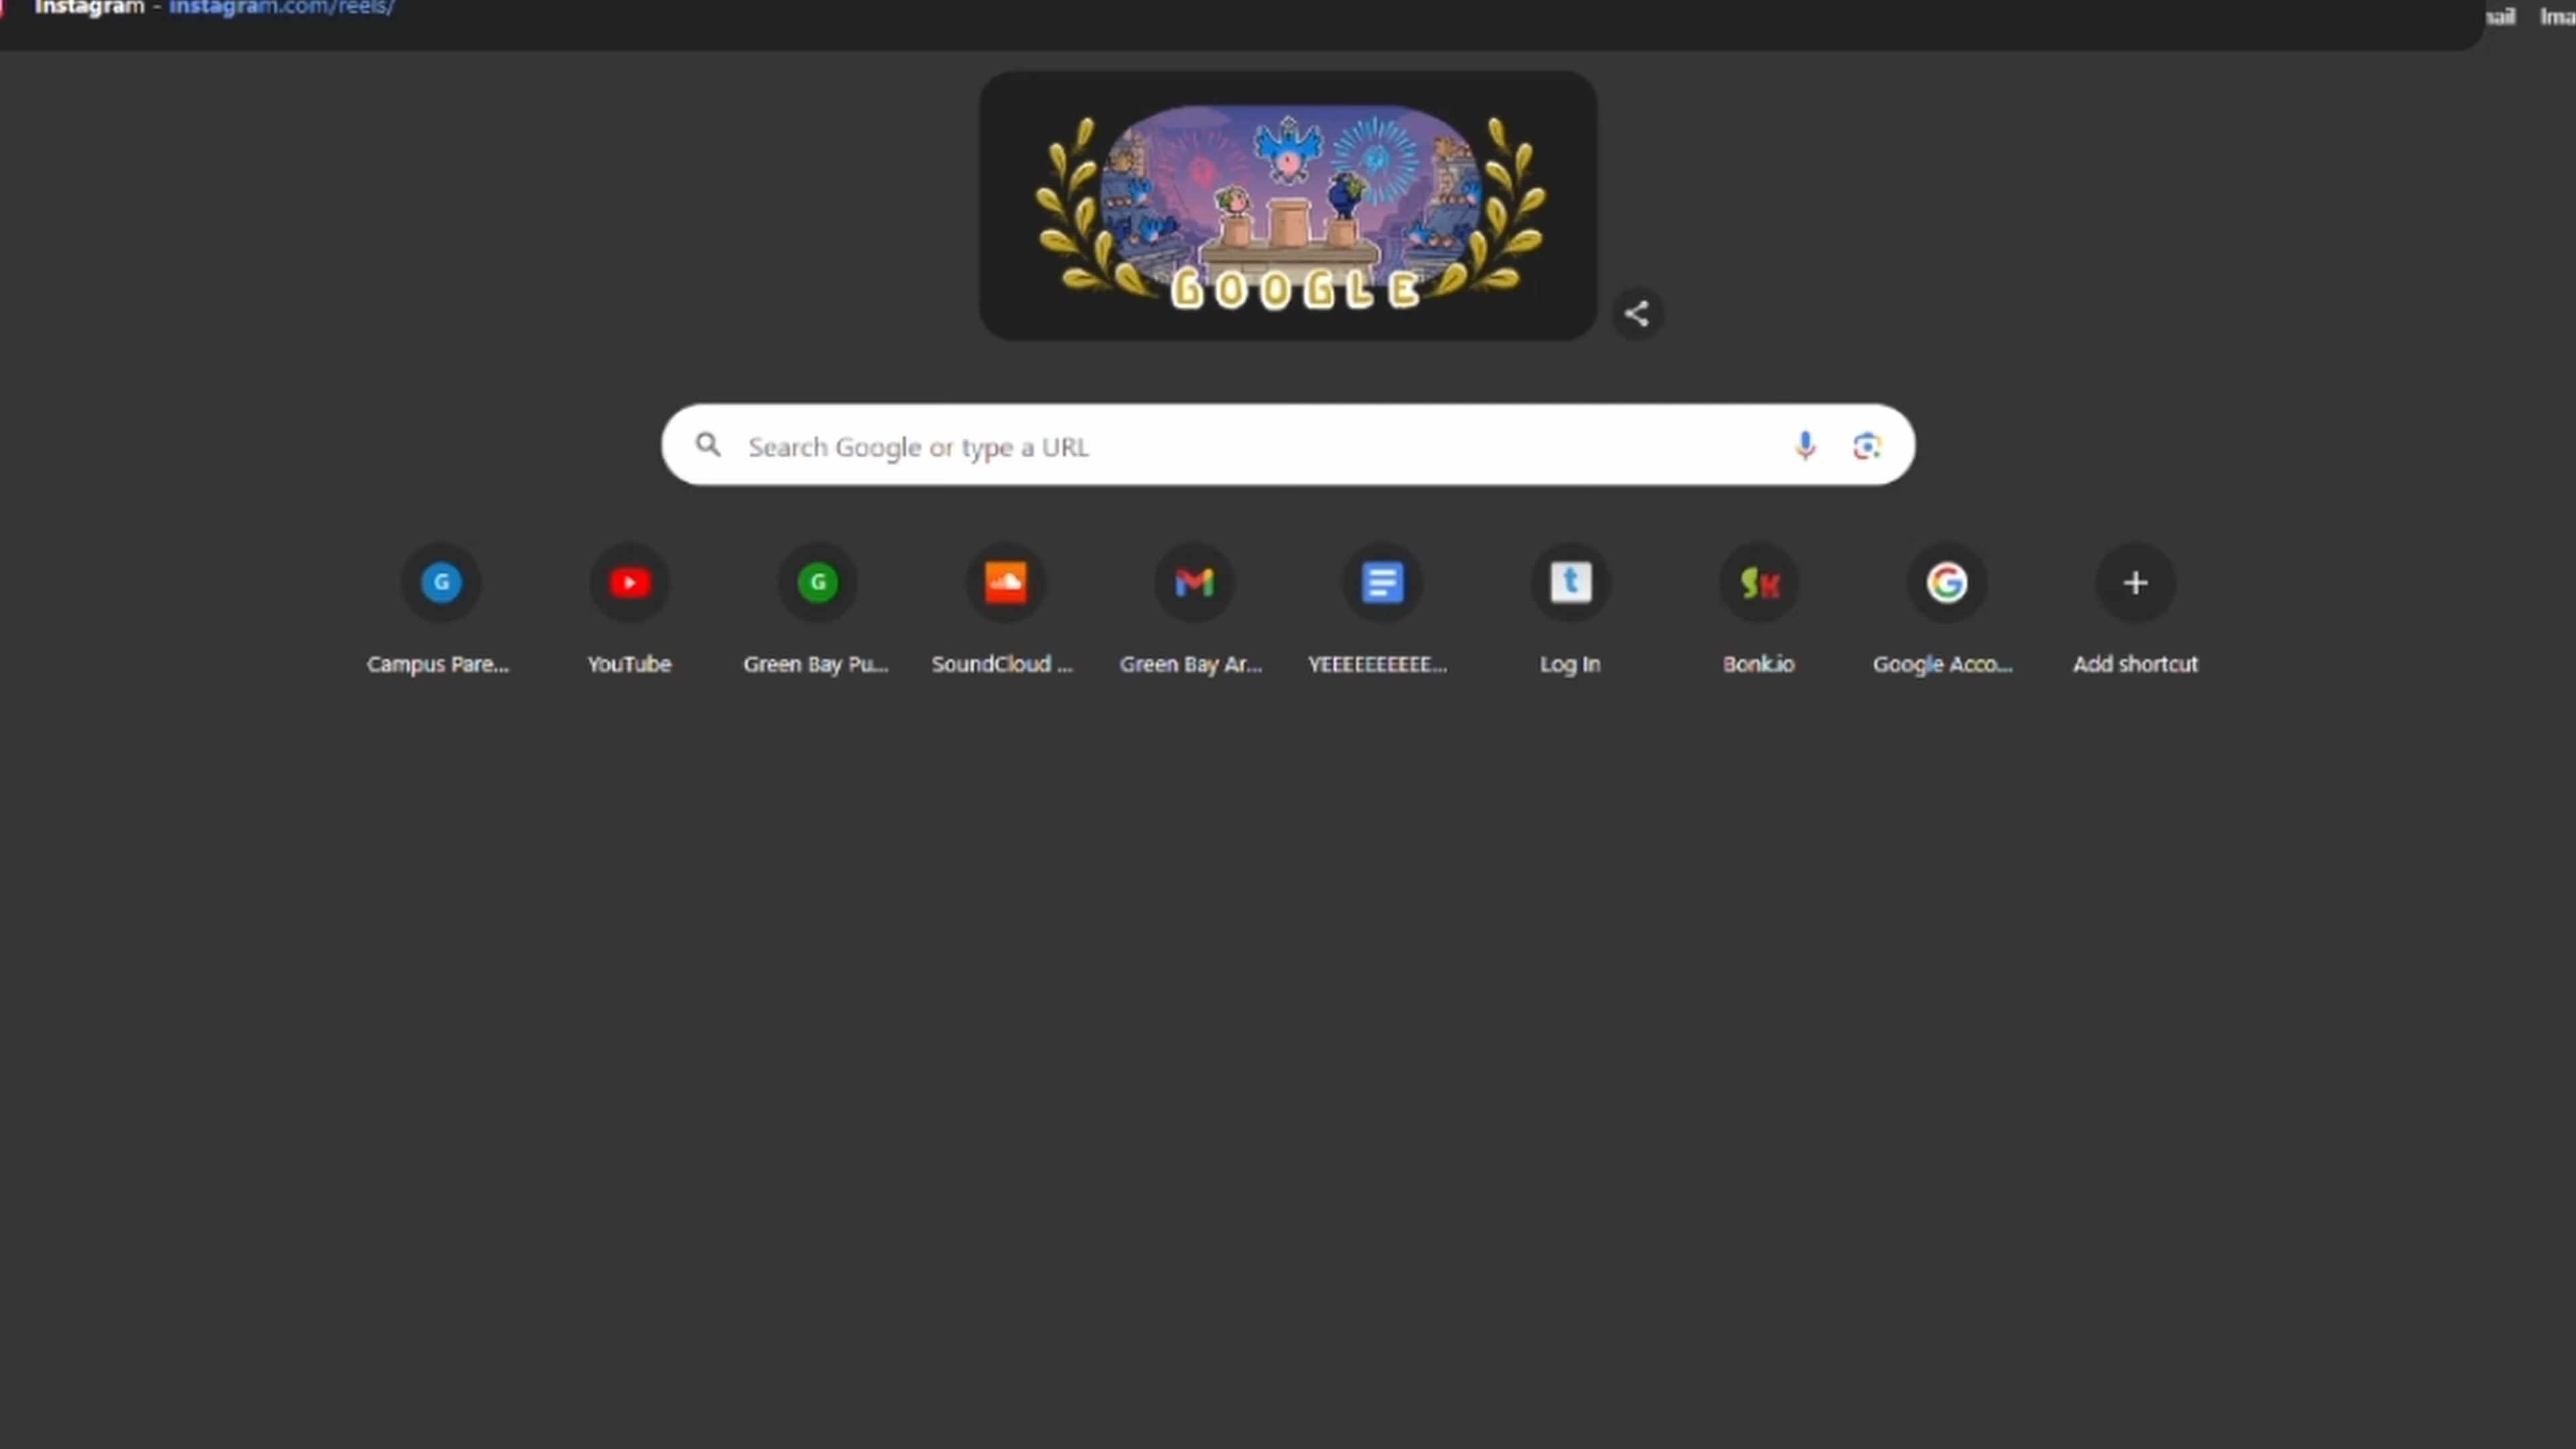 Instagram - instagram.com/reels/
GOOGLE
Search Google or type a URL
G
G
t
SK
G
Campus Pare...
YouTube
Green Bay Pu...
SoundCloud ...
Green Bay Ar...
YEEEEEEEEEE...
Log In
Bonk.io
Google Acco...
Add shortcut